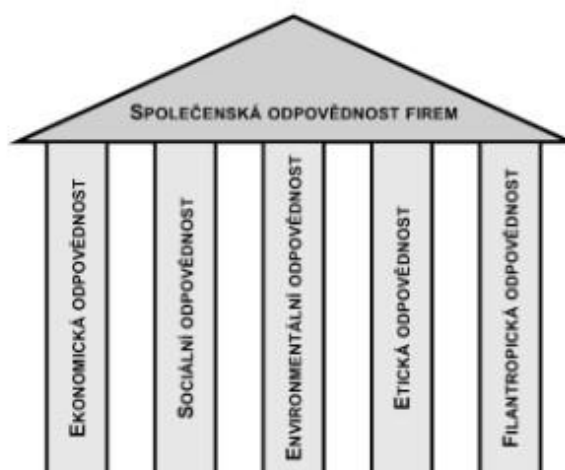 SPOLEČENSKÁ ODPOVĚDNOST FIREM
EKONOMICKÁ ODPOVĚDNOST
SOCIÁLNÍ ODPOVĚDNOST
ENVIRONMENTÁLNÍ ODPOVĚDNOST
ETICKÁ ODPOVĚDNOST
FILANTROPICKÁ ODPOVĚDNOST